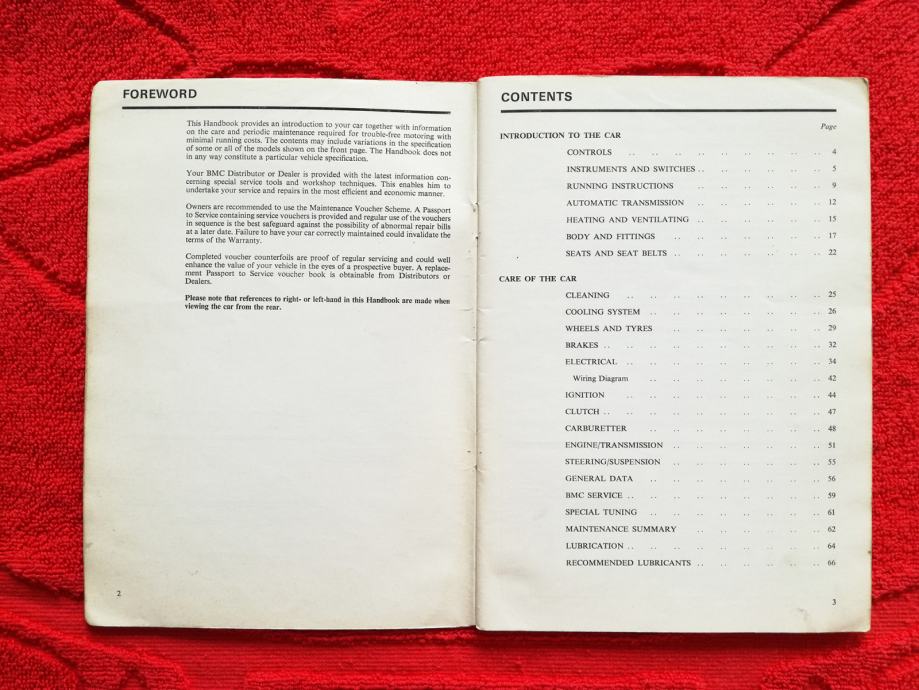 FOREWORD
This Handbook provides an introduction to your car together with information
on the care and periodic maintenance required for trouble-free motoring with
minimal running costs. The contents may include variations in the specification
of some or all of the models shown on the front page. The Handbook does not
in any way constitute a particular vehicle specification.
Your BMC Distributor or Dealer is provided with the latest information con-
cerning special service tools and workshop techniques. This enables him to
undertake your service and repairs in the most efficient and economic manner.
Owners are recommended to use the Maintenance Voucher Scheme. A Passport
to Service containing service vouchers is provided and regular use of the vouchers
in sequence is the best safeguard against the possibility of abnormal repair bills
at a later date. Failure to have your car correctly maintained could invalidate the
terms of the Warranty.
Completed voucher counterfoils are proof of regular servicing and could well
enhance the value of your vehicle in the eyes of a prospective buyer. A replace-
ment Passport to Service voucher book is obtainable from Distributors or
Dealers.
Please note that references to right- or left-hand in this Handbook are made when
viewing the car from the rear.
2
CONTENTS
Page
INTRODUCTION TO THE CAR
CONTROLS .. .. .. .. .. .. .. .. .. 4
INSTRUMENTS AND SWITCHES .. .. .. .. .. .. 5
RUNNING INSTRUCTIONS .. .. .. .. .. .. .. 9
AUTOMATIC TRANSMISSION .. .. .. .. .. .. 12
HEATING AND VENTILATING .. .. .. .. .. .. 15
BODY AND FITTINGS .. .. .. .. .. .. .. 17
SEATS AND SEAT BELTS .. .. .. .. .. .. .. 22
CARE OF THE CAR
CLEANING .. .. .. .. .. .. .. .. .. 25
COOLING SYSTEM .. .. .. .. .. .. .. .. 26
WHEELS AND TYRES .. .. .. .. .. .. .. .. 29
BRAKES .. .. .. .. .. .. .. .. .. .. 32
ELECTRICAL .. .. .. .. .. .. .. .. .. 34
Wiring Diagram .. .. .. .. .. .. .. .. 42
IGNITION .. .. .. .. .. .. .. .. .. 44
CLUTCH .. .. .. .. .. .. .. .. .. .. 47
CARBURETTER .. .. .. .. .. .. .. .. 48
ENGINE/TRANSMISSION .. .. .. .. .. .. .. 51
STEERING/SUSPENSION .. .. .. .. .. .. .. 55
GENERAL DATA .. .. .. .. .. .. .. .. 56
BMC SERVICE .. .. .. .. .. .. .. .. .. 59
SPECIAL TUNING .. .. .. .. .. .. .. .. 61
MAINTENANCE SUMMARY .. .. .. .. .. .. 62
LUBRICATION .. .. .. .. .. .. .. .. .. 64
RECOMMENDED LUBRICANTS .. .. .. .. .. .. 66
3